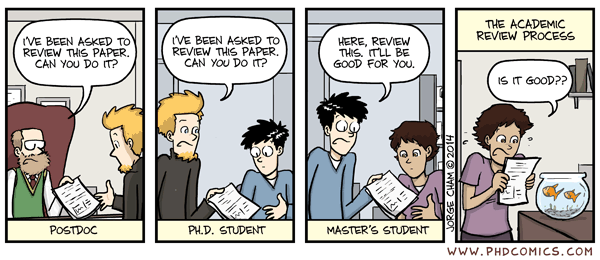 I'VE BEEN ASKED TO
REVIEW THIS PAPER.
CAN YOU DO IT?
POSTDOC
I'VE BEEN ASKED TO
REVIEW THIS PAPER.
CAN YOU DO IT?
PH.D. STUDENT
HERE, REVIEW
THIS. IT'LL BE
GOOD FOR YOU.
MASTER'S STUDENT
JORGE CHAM © 2014
THE ACADEMIC
REVIEW PROCESS
IS IT GOOD??
WWW.PHDCOMICS.COM